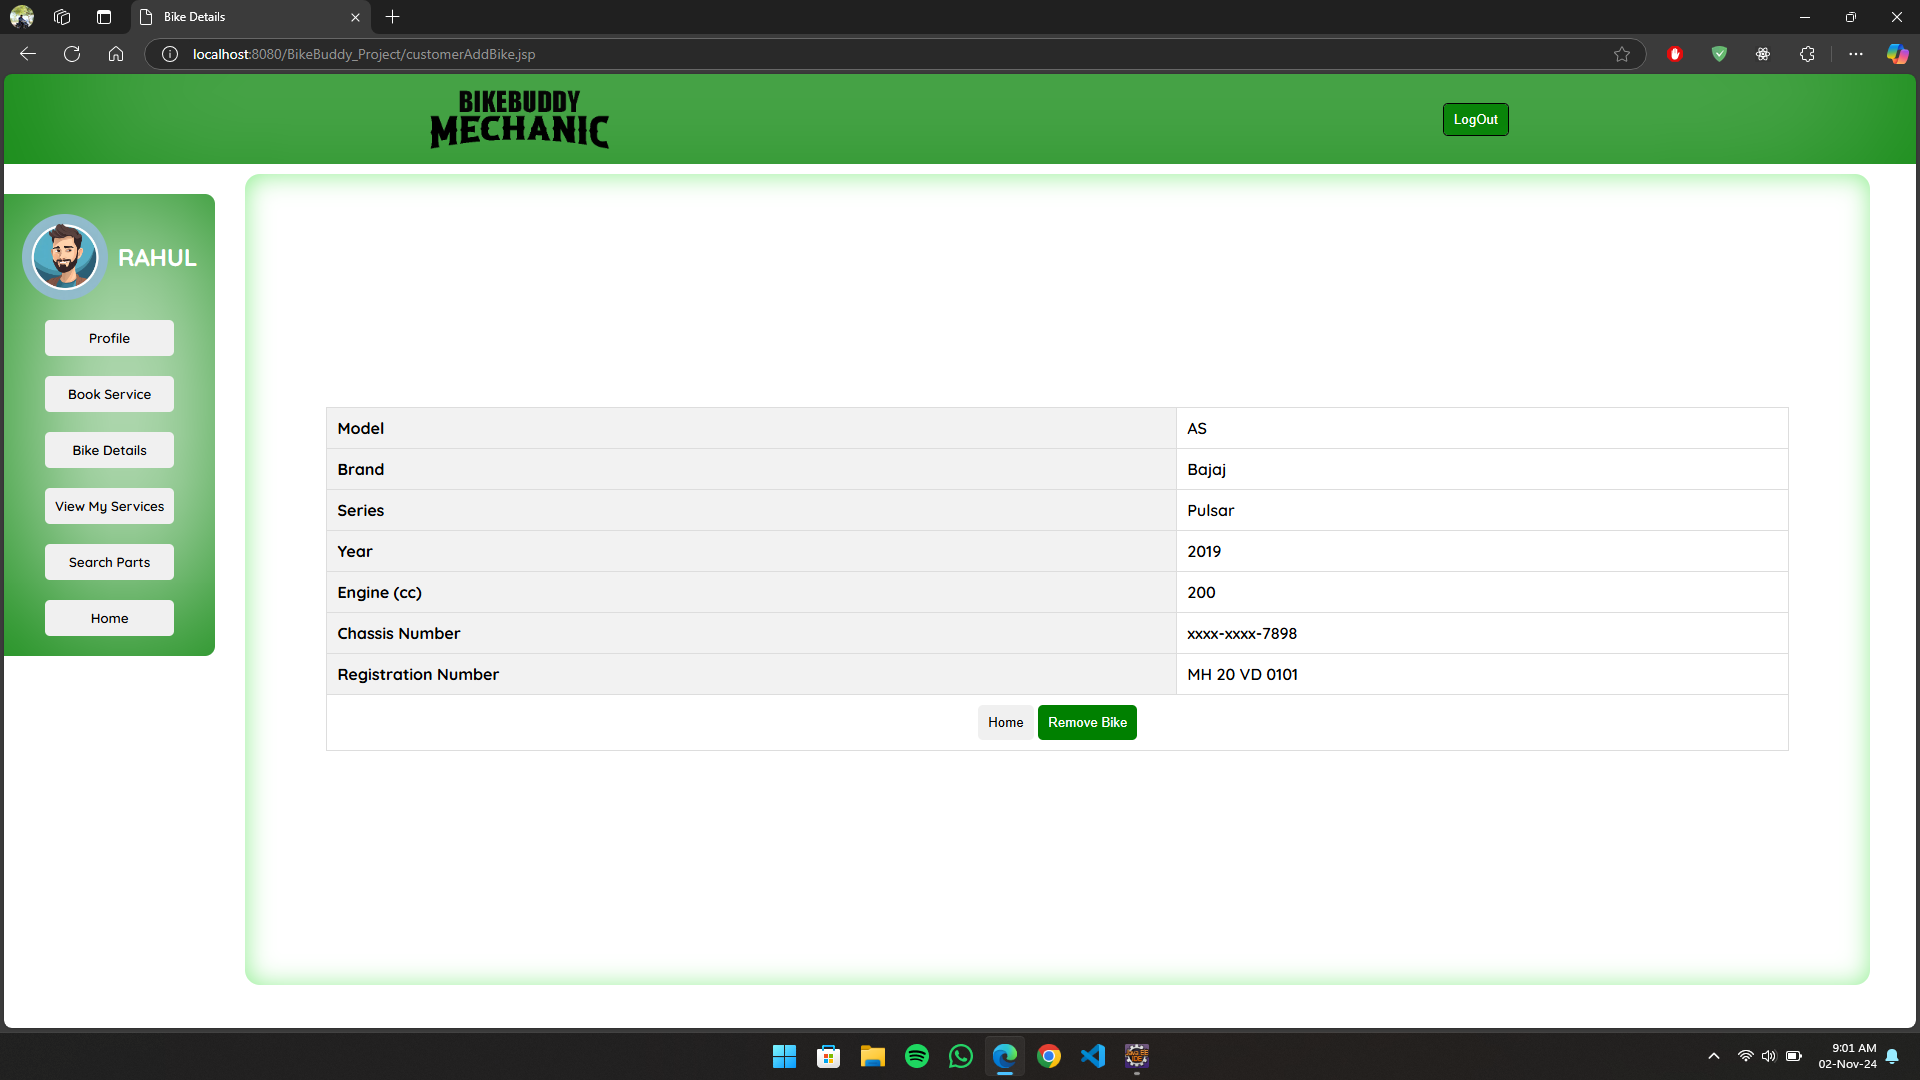 Bike Details
localhost:8080/BikeBuddy_Project/customerAddBike.jsp
BIKEBUDDY
MECHANIC
LogOut
RAHUL
Profile
Book Service
Bike Details
View My Services
Search Parts
Home
Model AS
Brand Bajaj
Series Pulsar
Year 2019
Engine (cc) 200
Chassis Number xxxx-xxxx-7898
Registration Number MH 20 VD 0101
Home Remove Bike
9:01 AM
02-Nov-24